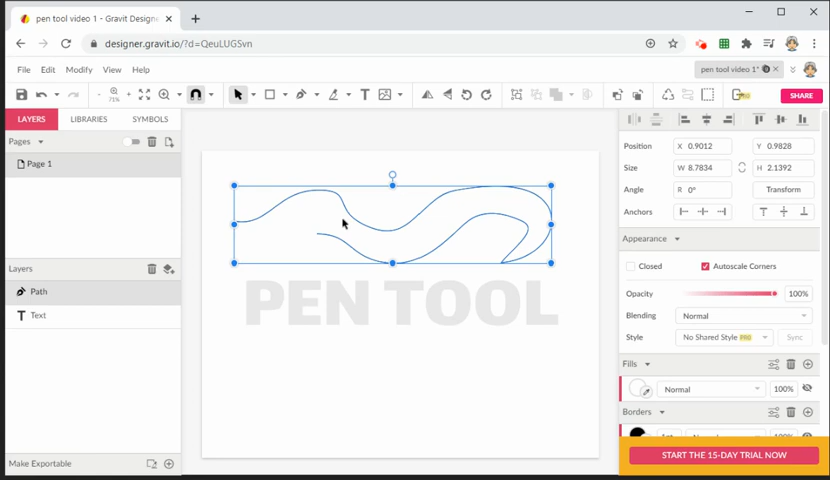 pen tool video 1 - Gravit Designe
designer.gravit.io/?d=QeuLUGSvn
File Edit Modify View Help
pen tool video 1*
71%
SHARE
LAYERS LIBRARIES SYMBOLS
Pages
Page 1
Layers
Path
Text
Make Exportable
PEN TOOL
Position X 0.9012 Y 0.9828
Size W 8.7834 H 2.1392
Angle R 0° Transform
Anchors
Appearance
Closed Autoscale Corners
Opacity 100%
Blending Normal
Style No Shared Style PRO Sync
Fills
Normal 100%
Borders
START THE 15-DAY TRIAL NOW